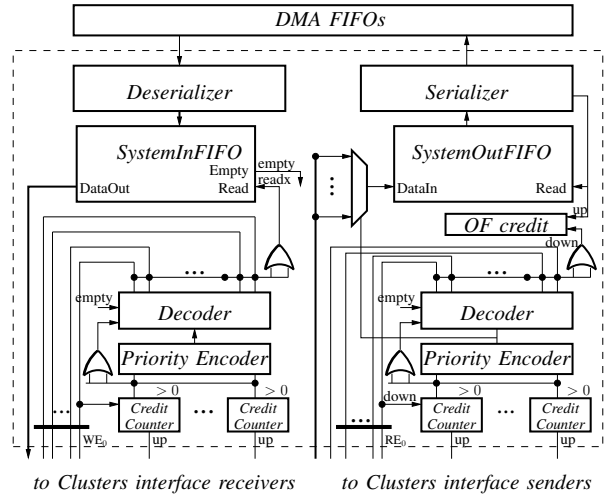 DMA FIFOs
Deserializer
Serializer
SystemInFIFO
SystemOutFIFO
Empty
empty
readx
DataOut
Read
DataIn
Read
up
OF credit
down
...
...
...
empty
Decoder
empty
Decoder
Priority Encoder
Priority Encoder
> 0
> 0
> 0
> 0
...
Credit Counter
...
Credit Counter
...
down
Credit Counter
...
Credit Counter
WE0
up
up
RE0
up
up
to Clusters interface receivers
to Clusters interface senders